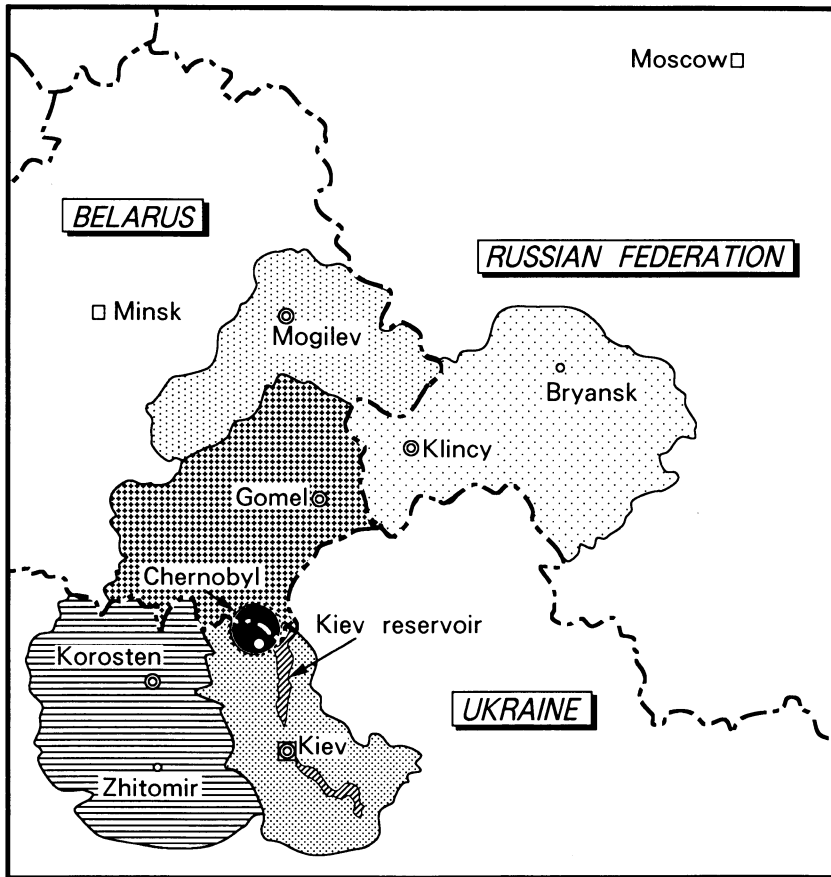 Moscow
BELARUS
RUSSIAN FEDERATION
Minsk
Mogilev
Bryansk
Klincy
Gomel
Chernobyl
Kiev reservoir
Korosten
UKRAINE
Kiev
Zhitomir